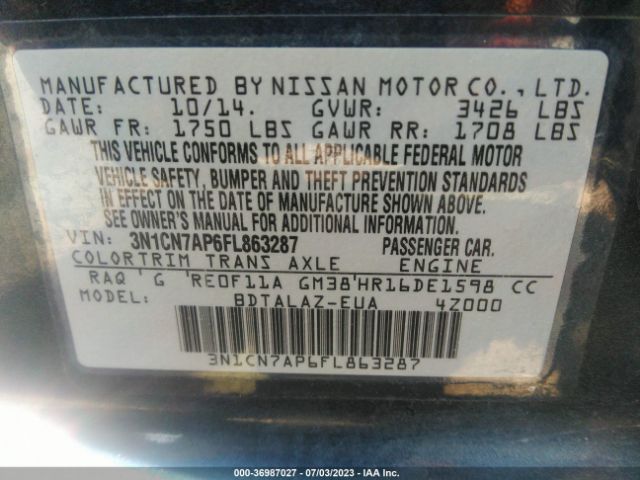 MANUFACTURED BY NISSAN MOTOR CO., LTD.
DATE: 10/14. GVWR: 3426 LBS
GAWR FR: 1750 LBS GAWR RR: 1708 LBS
THIS VEHICLE CONFORMS TO ALL APPLICABLE FEDERAL MOTOR
VEHICLE SAFETY, BUMPER AND THEFT PREVENTION STANDARDS
IN EFFECT ON THE DATE OF MANUFACTURE SHOWN ABOVE.
SEE OWNER'S MANUAL FOR ADDITIONAL INFORMATION.
VIN: 3N1CN7AP6FL863287 PASSENGER CAR.
COLOR TRIM TRANS AXLE ENGINE
RAQ ' G ' RE0F11A GM38 ' HR16DE1598 CC
MODEL: BDTALAZ-EUA 4Z000
3N1CN7AP6FL863287
000-36987027 - 07/03/2023 - IAA Inc.